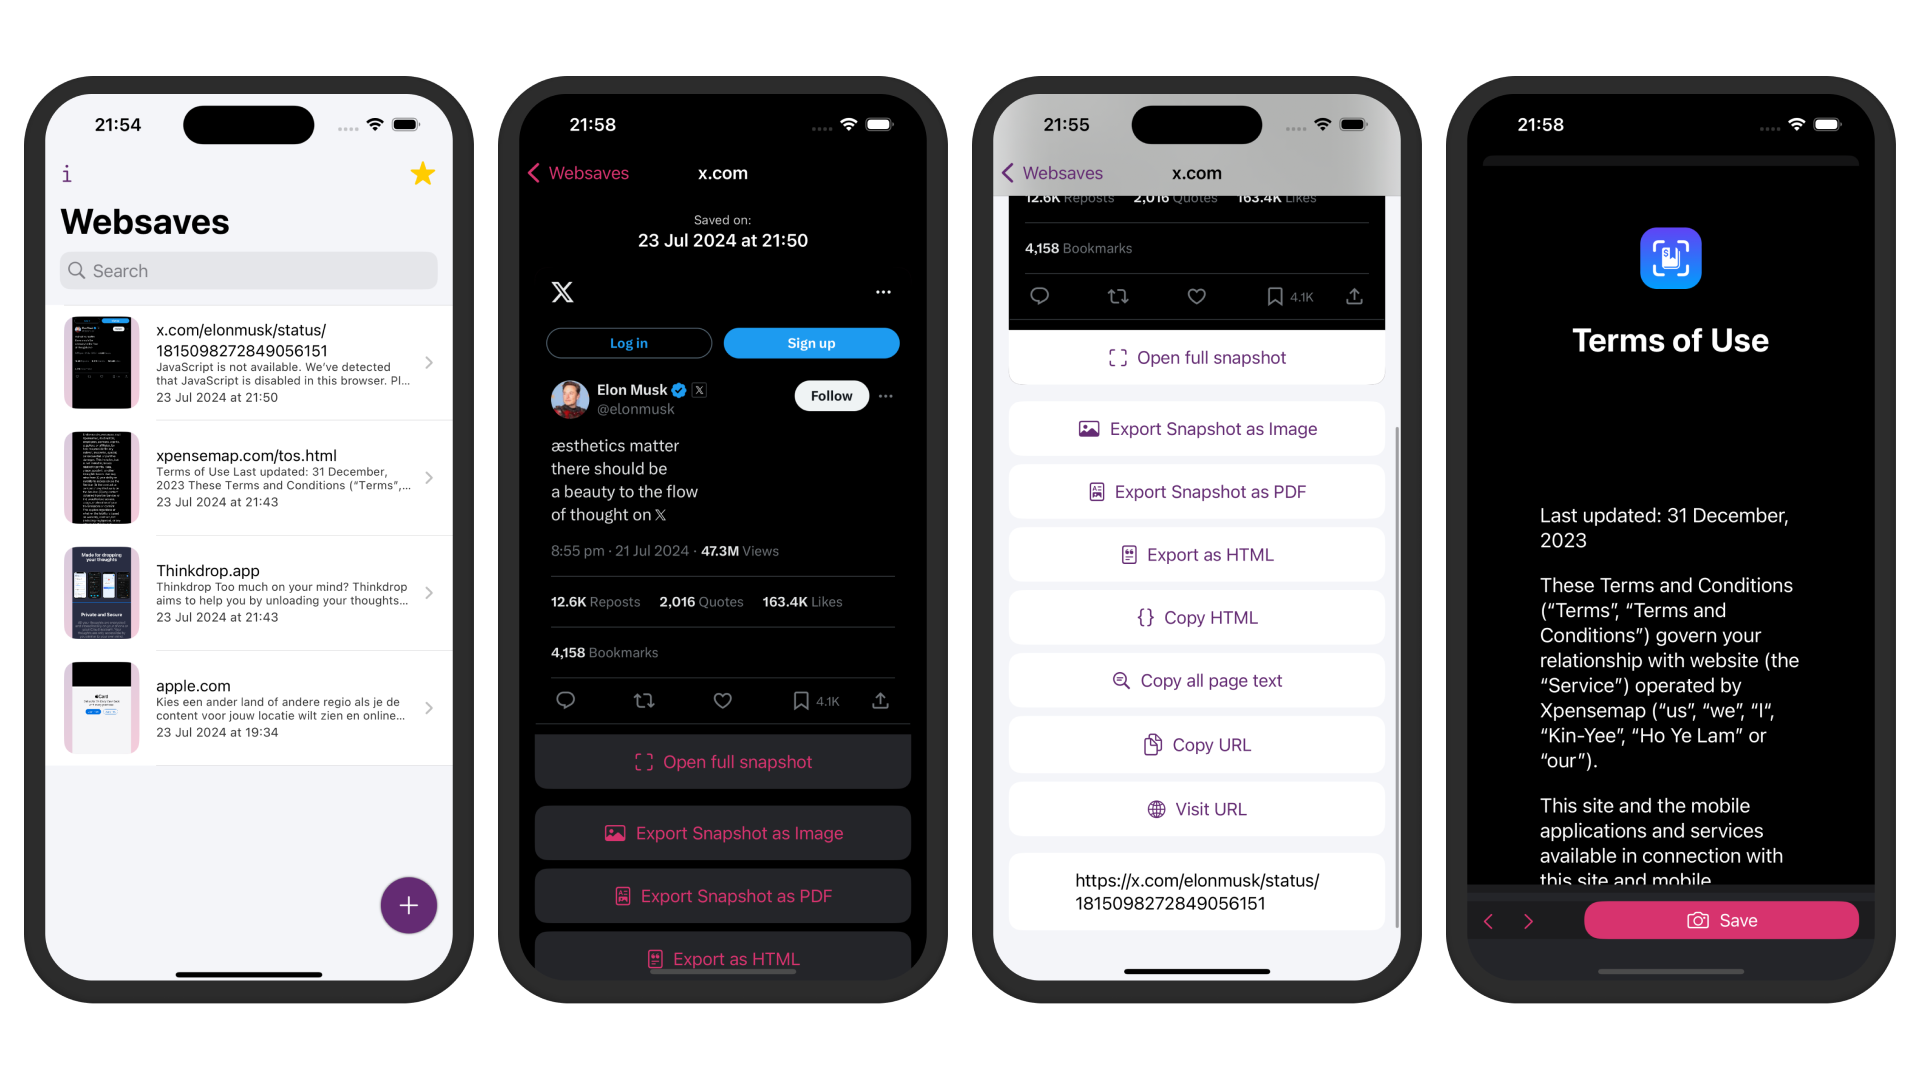 21:54
i
Websaves
Search
x.com/elonmusk/status/
1815098272849056151
JavaScript is not available. We've detected
that JavaScript is disabled in this browser. Pl...
23 Jul 2024 at 21:50
xpensemap.com/tos.html
Terms of Use Last updated: 31 December,
2023 These Terms and Conditions (“Terms”,...
23 Jul 2024 at 21:43
Made for dropping
your thoughts
Private and Secure
Thinkdrop.app
Thinkdrop Too much on your mind? Thinkdrop
aims to help you by unloading your thoughts...
23 Jul 2024 at 21:43
Card
apple.com
Kies een ander land of andere regio als je de
content voor jouw locatie wilt zien en online...
23 Jul 2024 at 19:34
21:58
Websaves
x.com
Saved on:
23 Jul 2024 at 21:50
Log in
Sign up
Elon Musk
@elonmusk
Follow
æsthetics matter
there should be
a beauty to the flow
of thought on 𝕏
8:55 pm · 21 Jul 2024 · 47.3M Views
12.6K Reposts 2,016 Quotes 163.4K Likes
4,158 Bookmarks
4.1K
Open full snapshot
Export Snapshot as Image
Export Snapshot as PDF
Export as HTML
21:55
Websaves
x.com
12.6K Reposts 2,016 Quotes 163.4K Likes
4,158 Bookmarks
4.1K
Open full snapshot
Export Snapshot as Image
Export Snapshot as PDF
Export as HTML
{} Copy HTML
Copy all page text
Copy URL
Visit URL
https://x.com/elonmusk/status/
1815098272849056151
21:58
Terms of Use
Last updated: 31 December,
2023
These Terms and Conditions
(“Terms”, “Terms and
Conditions”) govern your
relationship with website (the
“Service”) operated by
Xpensemap (“us”, “we”, “I“,
“Kin-Yee”, “Ho Ye Lam” or
“our”).
This site and the mobile
applications and services
available in connection with
this site and mobile
Save